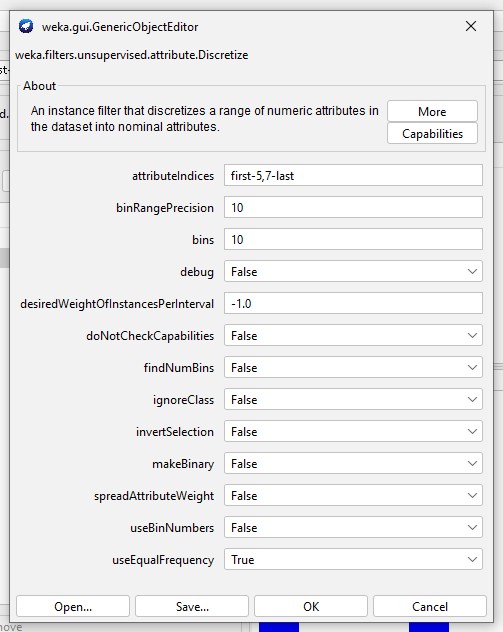 weka.gui.GenericObjectEditor
weka.filters.unsupervised.attribute.Discretize
st-
About
An instance filter that discretizes a range of numeric attributes in
the dataset into nominal attributes.
More
Capabilities
d.
attributeIndices first-5,7-last
binRangePrecision 10
bins 10
debug False
desiredWeightOfInstancesPerInterval -1.0
doNotCheckCapabilities False
findNumBins False
ignoreClass False
invertSelection False
makeBinary False
spreadAttributeWeight False
useBinNumbers False
useEqualFrequency True
Open... Save... OK Cancel
nove